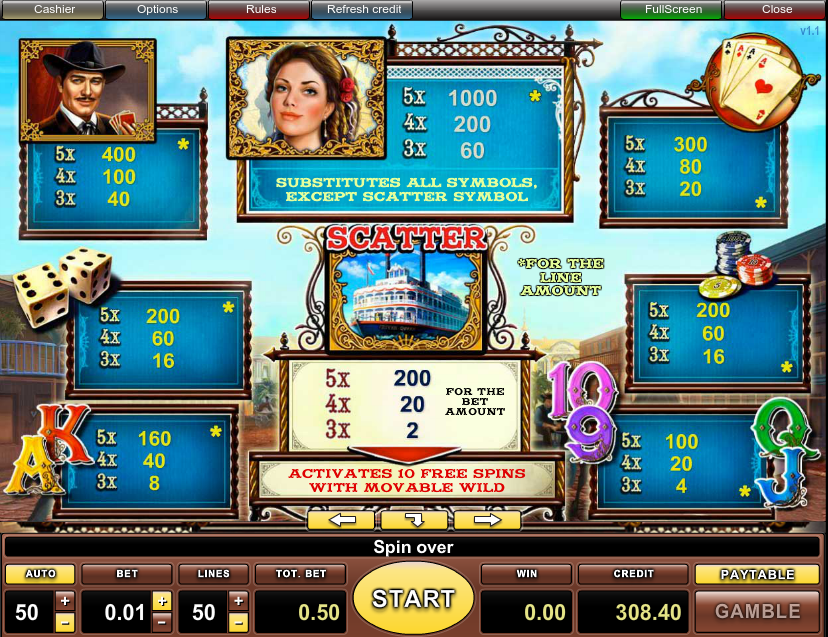 Cashier Options Rules Refresh credit FullScreen Close
v1.1
5x 400 *
4x 100
3x 40
5x 1000 *
4x 200
3x 60
SUBSTITUTES ALL SYMBOLS,
EXCEPT SCATTER SYMBOL
A A A A
5x 300
4x 80
3x 20
*
5x 200 *
4x 60
3x 16
SCATTER
*FOR THE
LINE
AMOUNT
5x 200
4x 20
3x 2
FOR THE
BET
AMOUNT
ACTIVATES 10 FREE SPINS
WITH MOVABLE WILD
5x 200
4x 60
3x 16
*
A K
5x 160 *
4x 40
3x 8
10
9
5x 100
4x 20
3x 4
*
Q
J
Spin over
AUTO BET LINES TOT. BET START WIN CREDIT PAYTABLE
50 + - 0.01 + - 50 + - 0.50 0.00 308.40 GAMBLE